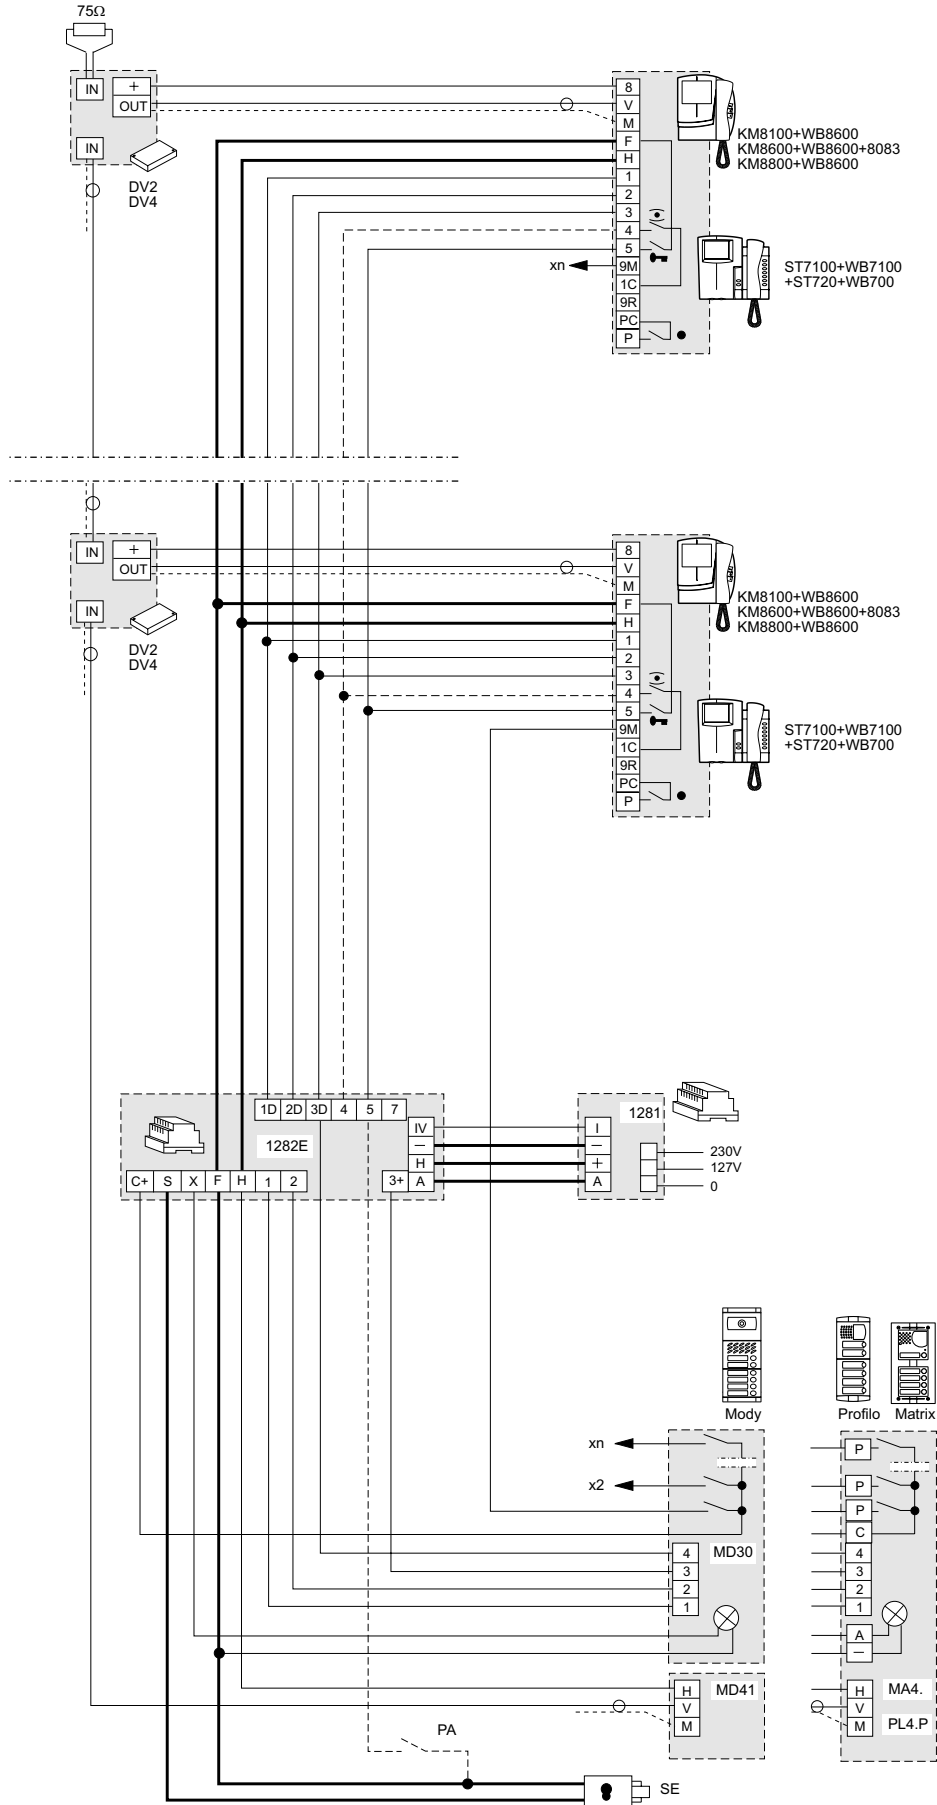 75Ω
IN
+
OUT
IN
DV2
DV4
8
V
M
F
H
1
2
3
4
5
9M
1C
9R
PC
P
xn
KM8100+WB8600
KM8600+WB8600+8083
KM8800+WB8600
ST7100+WB7100
+ST720+WB700
IN
+
OUT
IN
DV2
DV4
8
V
M
F
H
1
2
3
4
5
9M
1C
9R
PC
P
KM8100+WB8600
KM8600+WB8600+8083
KM8800+WB8600
ST7100+WB7100
+ST720+WB700
1D 2D 3D 4 5 7
1282E
IV
—
H
3+ A
C+ S X F H 1 2
1281
I
—
+
A
230V
127V
0
Mody
Profilo
Matrix
xn
x2
4
3
2
1
MD30
P
P
P
C
4
3
2
1
A
—
H
V
M
MD41
H
V
M
MA4.
PL4.P
PA
SE